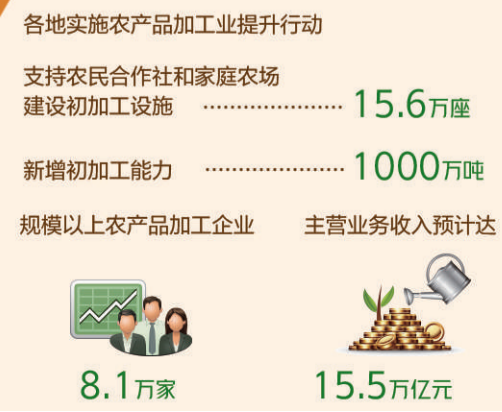 各地实施农产品加工业提升行动
支持农民合作社和家庭农场
建设初加工设施 ····················· 15.6万座
新增初加工能力 ····················· 1000万吨
规模以上农产品加工企业
8.1万家
主营业务收入预计达
15.5万亿元